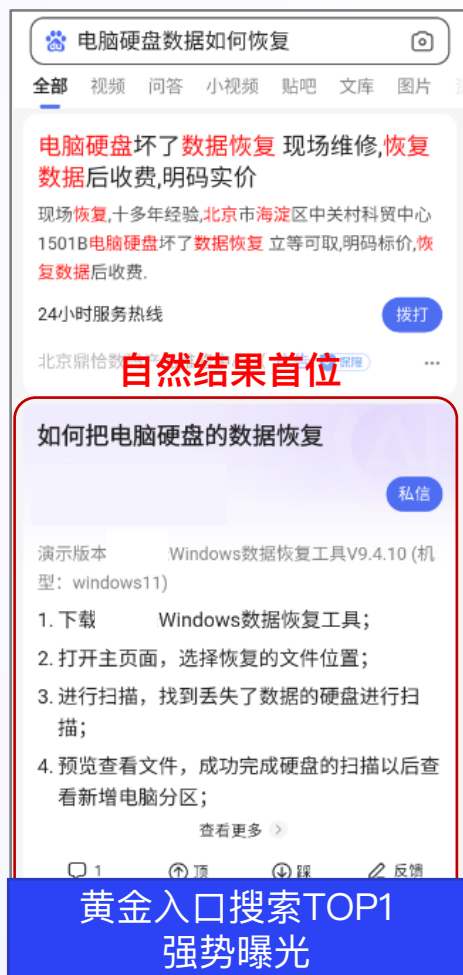 电脑硬盘数据如何恢复
全部 视频 问答 小视频 贴吧 文库 图片
电脑硬盘坏了数据恢复 现场维修,恢复
数据后收费,明码实价
现场恢复,十多年经验,北京市海淀区中关村科贸中心
1501B电脑硬盘坏了数据恢复 立等可取,明码标价,恢
复数据后收费.
24小时服务热线
拨打
北京鼎恰数
保障
自然结果首位
如何把电脑硬盘的数据恢复
私信
演示版本 Windows数据恢复工具V9.4.10 (机
型：windows11)
1. 下载 Windows数据恢复工具；
2. 打开主页面，选择恢复的文件位置；
3. 进行扫描，找到丢失了数据的硬盘进行扫
描；
4. 预览查看文件，成功完成硬盘的扫描以后查
看新增电脑分区；
查看更多
1 顶 踩 反馈
黄金入口搜索TOP1
强势曝光